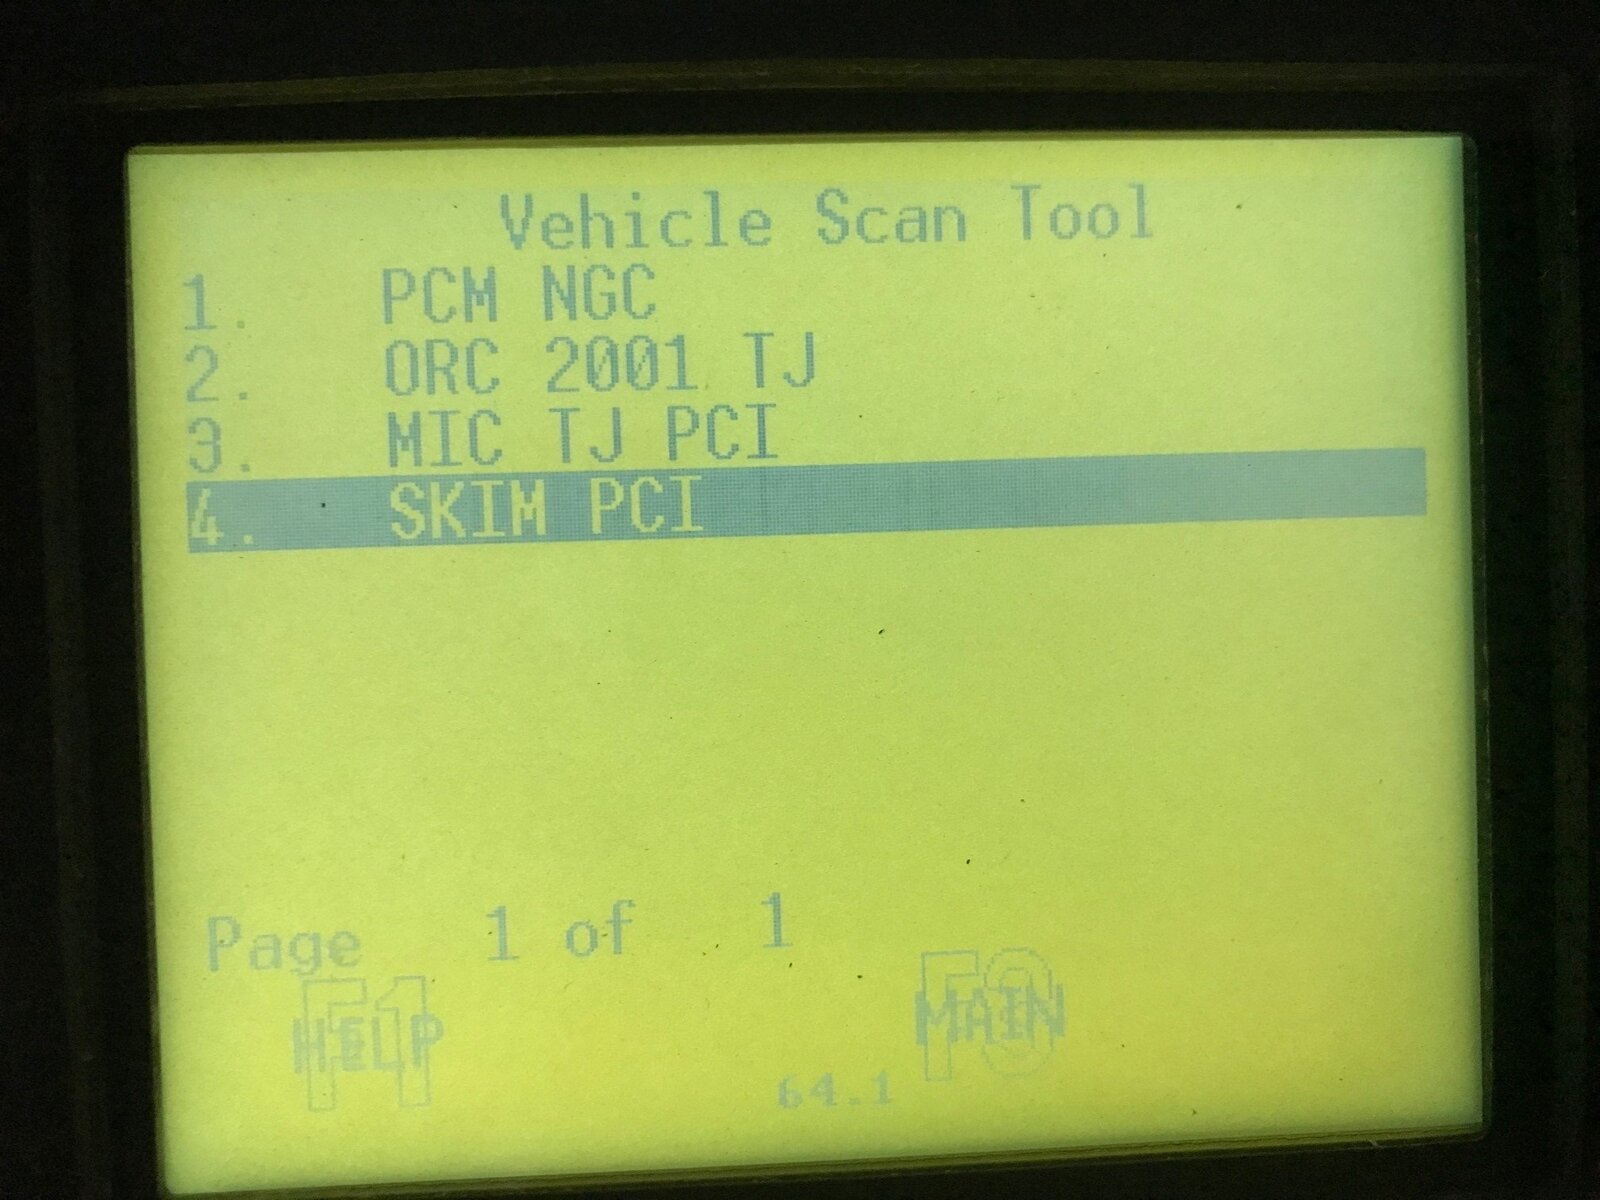 Vehicle Scan Tool
1. PCM NGC
2. ORC 2001 TJ
3. MIC TJ PCI
4. SKIM PCI
Page 1 of 1
F1 HELP
MAIN
64.1